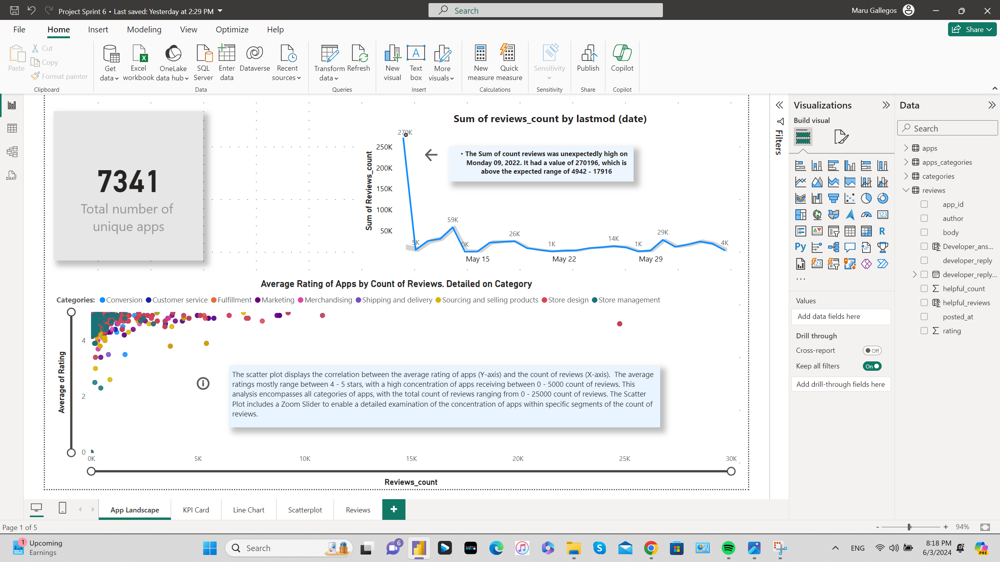 Project Sprint 6 • Last saved: Yesterday at 2:29 PM
Search
Maru Gallegos
File
Home
Insert
Modeling
View
Optimize
Help
Share
Paste
Cut
Copy
Format painter
Clipboard
Get data
Excel workbook
OneLake data hub
SQL Server
Enter data
Dataverse
Recent sources
Data
Transform data
Refresh
Queries
New visual
Text box
More visuals
Insert
New measure
Quick measure
Calculations
Sensitivity
Sensitivity
Publish
Share
Copilot
Copilot
DAX
7341
Total number of
unique apps
Sum of reviews_count by lastmod (date)
Sum of Reviews_count
250K
200K
150K
100K
50K
270K
5K
59K
0K
26K
1K
14K
1K
29K
4K
May 15
May 22
May 29
• The Sum of count reviews was unexpectedly high on
Monday 09, 2022. It had a value of 270196, which is
above the expected range of 4942 - 17916
Average Rating of Apps by Count of Reviews. Detailed on Category
Categories: Conversion Customer service Fulfillment Marketing Merchandising Shipping and delivery Sourcing and selling products Store design Store management
Average of Rating
4
2
0
The scatter plot displays the correlation between the average rating of apps (Y-axis) and the count of reviews (X-axis).  The average
ratings mostly range between 4 - 5 stars, with a high concentration of apps receiving between 0 - 5000 count of reviews. This
analysis encompasses all categories of apps, with the total count of reviews ranging from 0 - 25000 count of reviews. The Scatter
Plot includes a Zoom Slider to enable a detailed examination of the concentration of apps within specific segments of the count of
reviews.
0K 5K 10K 15K 20K 25K 30K
Reviews_count
Filters
Visualizations
Build visual
123
R
Py
123
...
Values
Add data fields here
Drill through
Cross-report
Off
Keep all filters
On
Add drill-through fields here
Data
Search
apps
apps_categories
categories
reviews
app_id
author
body
Developer_ans...
developer_reply
developer_reply...
helpful_count
helpful_reviews
posted_at
rating
App Landscape
KPI Card
Line Chart
Scatterplot
Reviews
Page 1 of 5
- + 94%
1
Upcoming
Earnings
Search
6
GoPro
ENG
8:18 PM
6/3/2024
PRE